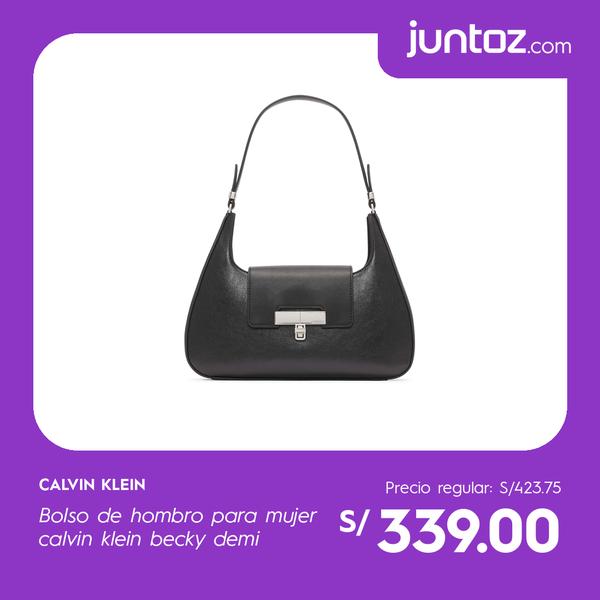 juntoz.com
CALVIN KLEIN
Bolso de hombro para mujer
calvin klein becky demi
Precio regular: S/423.75
S/339.00